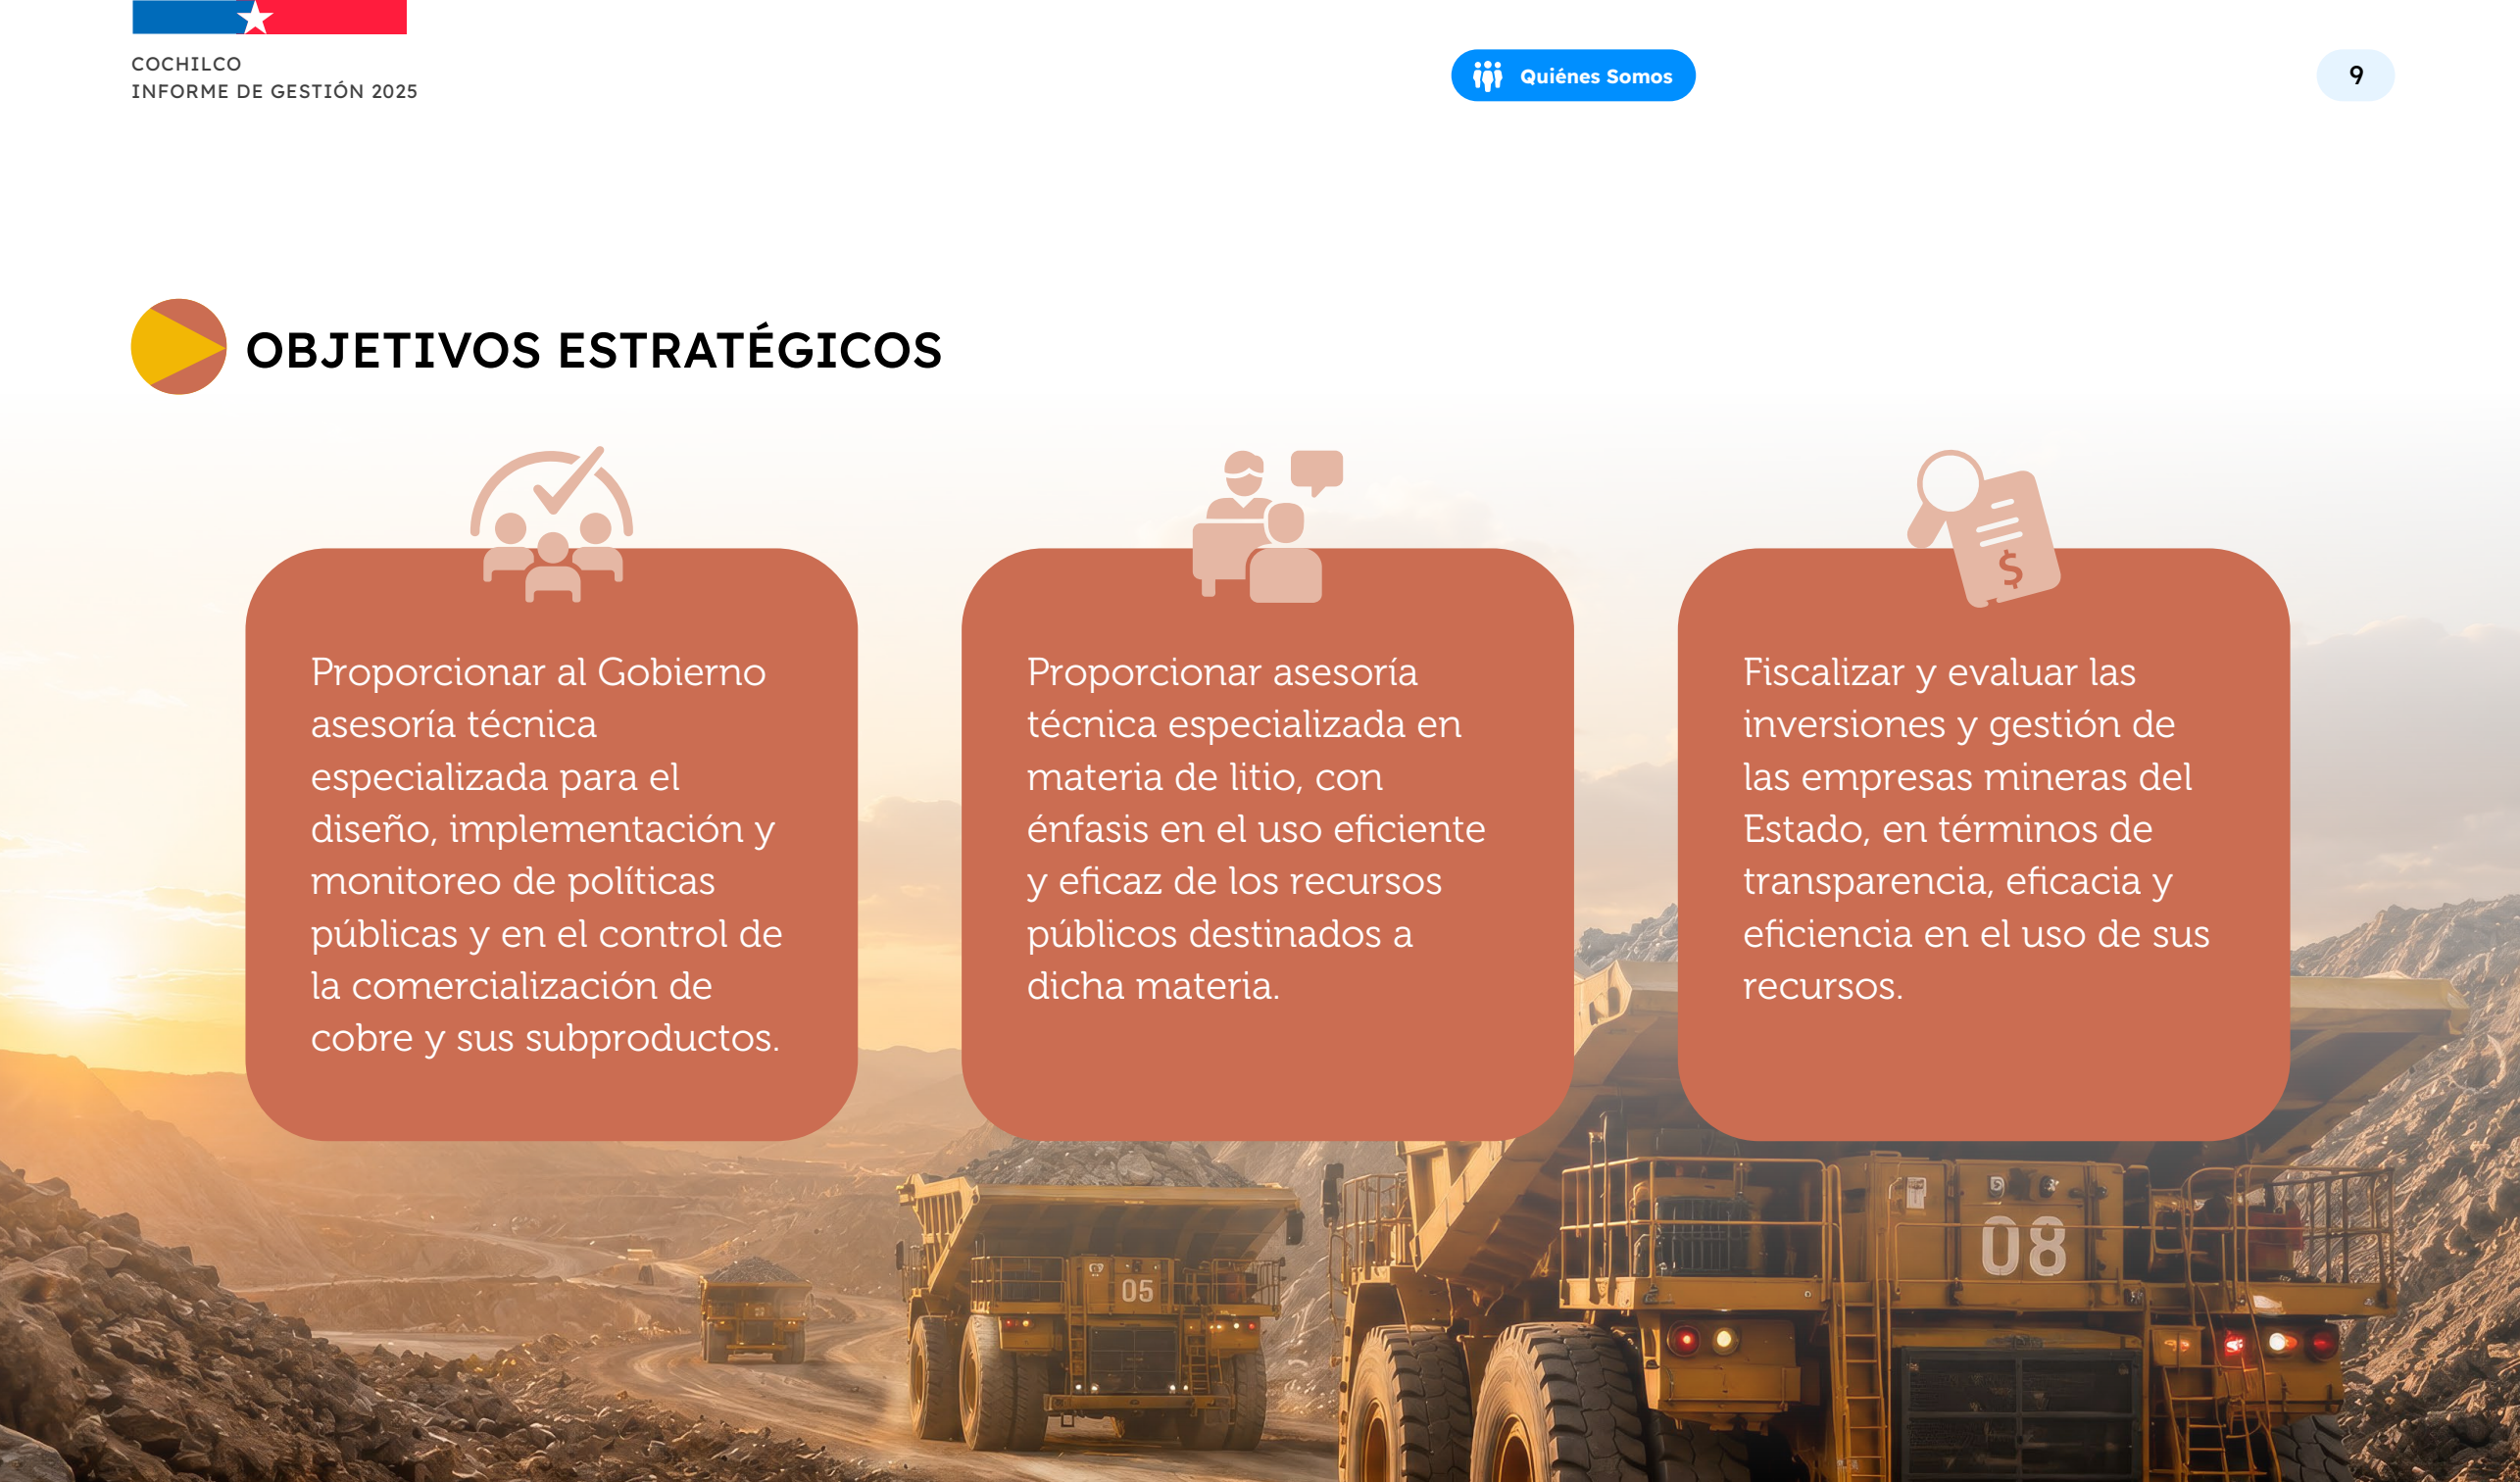 COCHILCO
INFORME DE GESTIÓN 2025
Quiénes Somos
9
OBJETIVOS ESTRATÉGICOS
Proporcionar al Gobierno
asesoría técnica
especializada para el
diseño, implementación y
monitoreo de políticas
públicas y en el control de
la comercialización de
cobre y sus subproductos.
Proporcionar asesoría
técnica especializada en
materia de litio, con
énfasis en el uso eficiente
y eficaz de los recursos
públicos destinados a
dicha materia.
$
Fiscalizar y evaluar las
inversiones y gestión de
las empresas mineras del
Estado, en términos de
transparencia, eficacia y
eficiencia en el uso de sus
recursos.
05
08